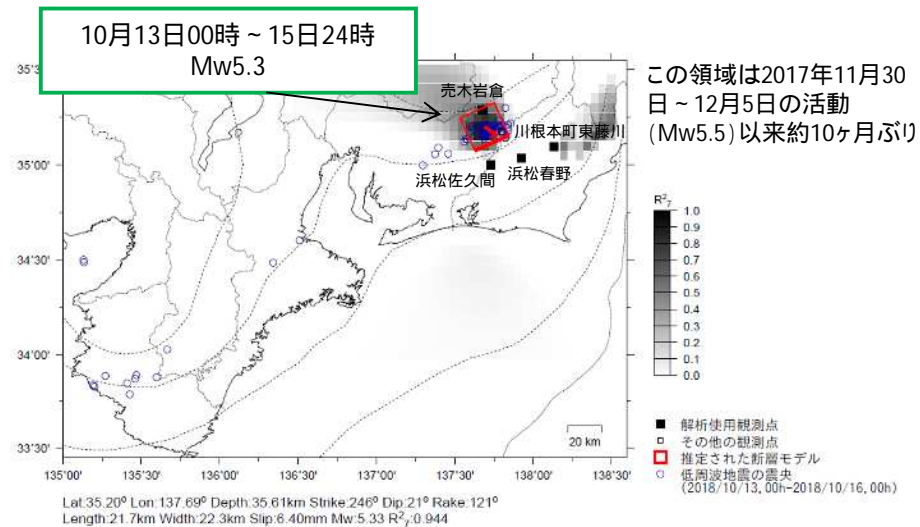 10月13日00時～15日24時
Mw5.3
この領域は2017年11月30
日～12月5日の活動
(Mw5.5)以来約10ヶ月ぶり
売木岩倉
川根本町東藤川
浜松佐久間
浜松春野
35°00'
34°30'
34°00'
33°30'
135°00'
135°30'
136°00'
136°30'
137°00'
137°30'
138°00'
138°30'
20 km
R²₇
1.0
0.9
0.8
0.7
0.6
0.5
0.4
0.3
0.2
0.1
0.0
解析使用観測点
その他の観測点
推定された断層モデル
低周波地震の震央
(2018/10/13, 00h-2018/10/16, 00h)
Lat:35.20⁰ Lon:137.69⁰ Depth:35.61km Strike:246⁰ Dip:21⁰ Rake:121⁰
Length:21.7km Width:22.3km Slip:6.40mm Mw:5.33 R²₇:0.944